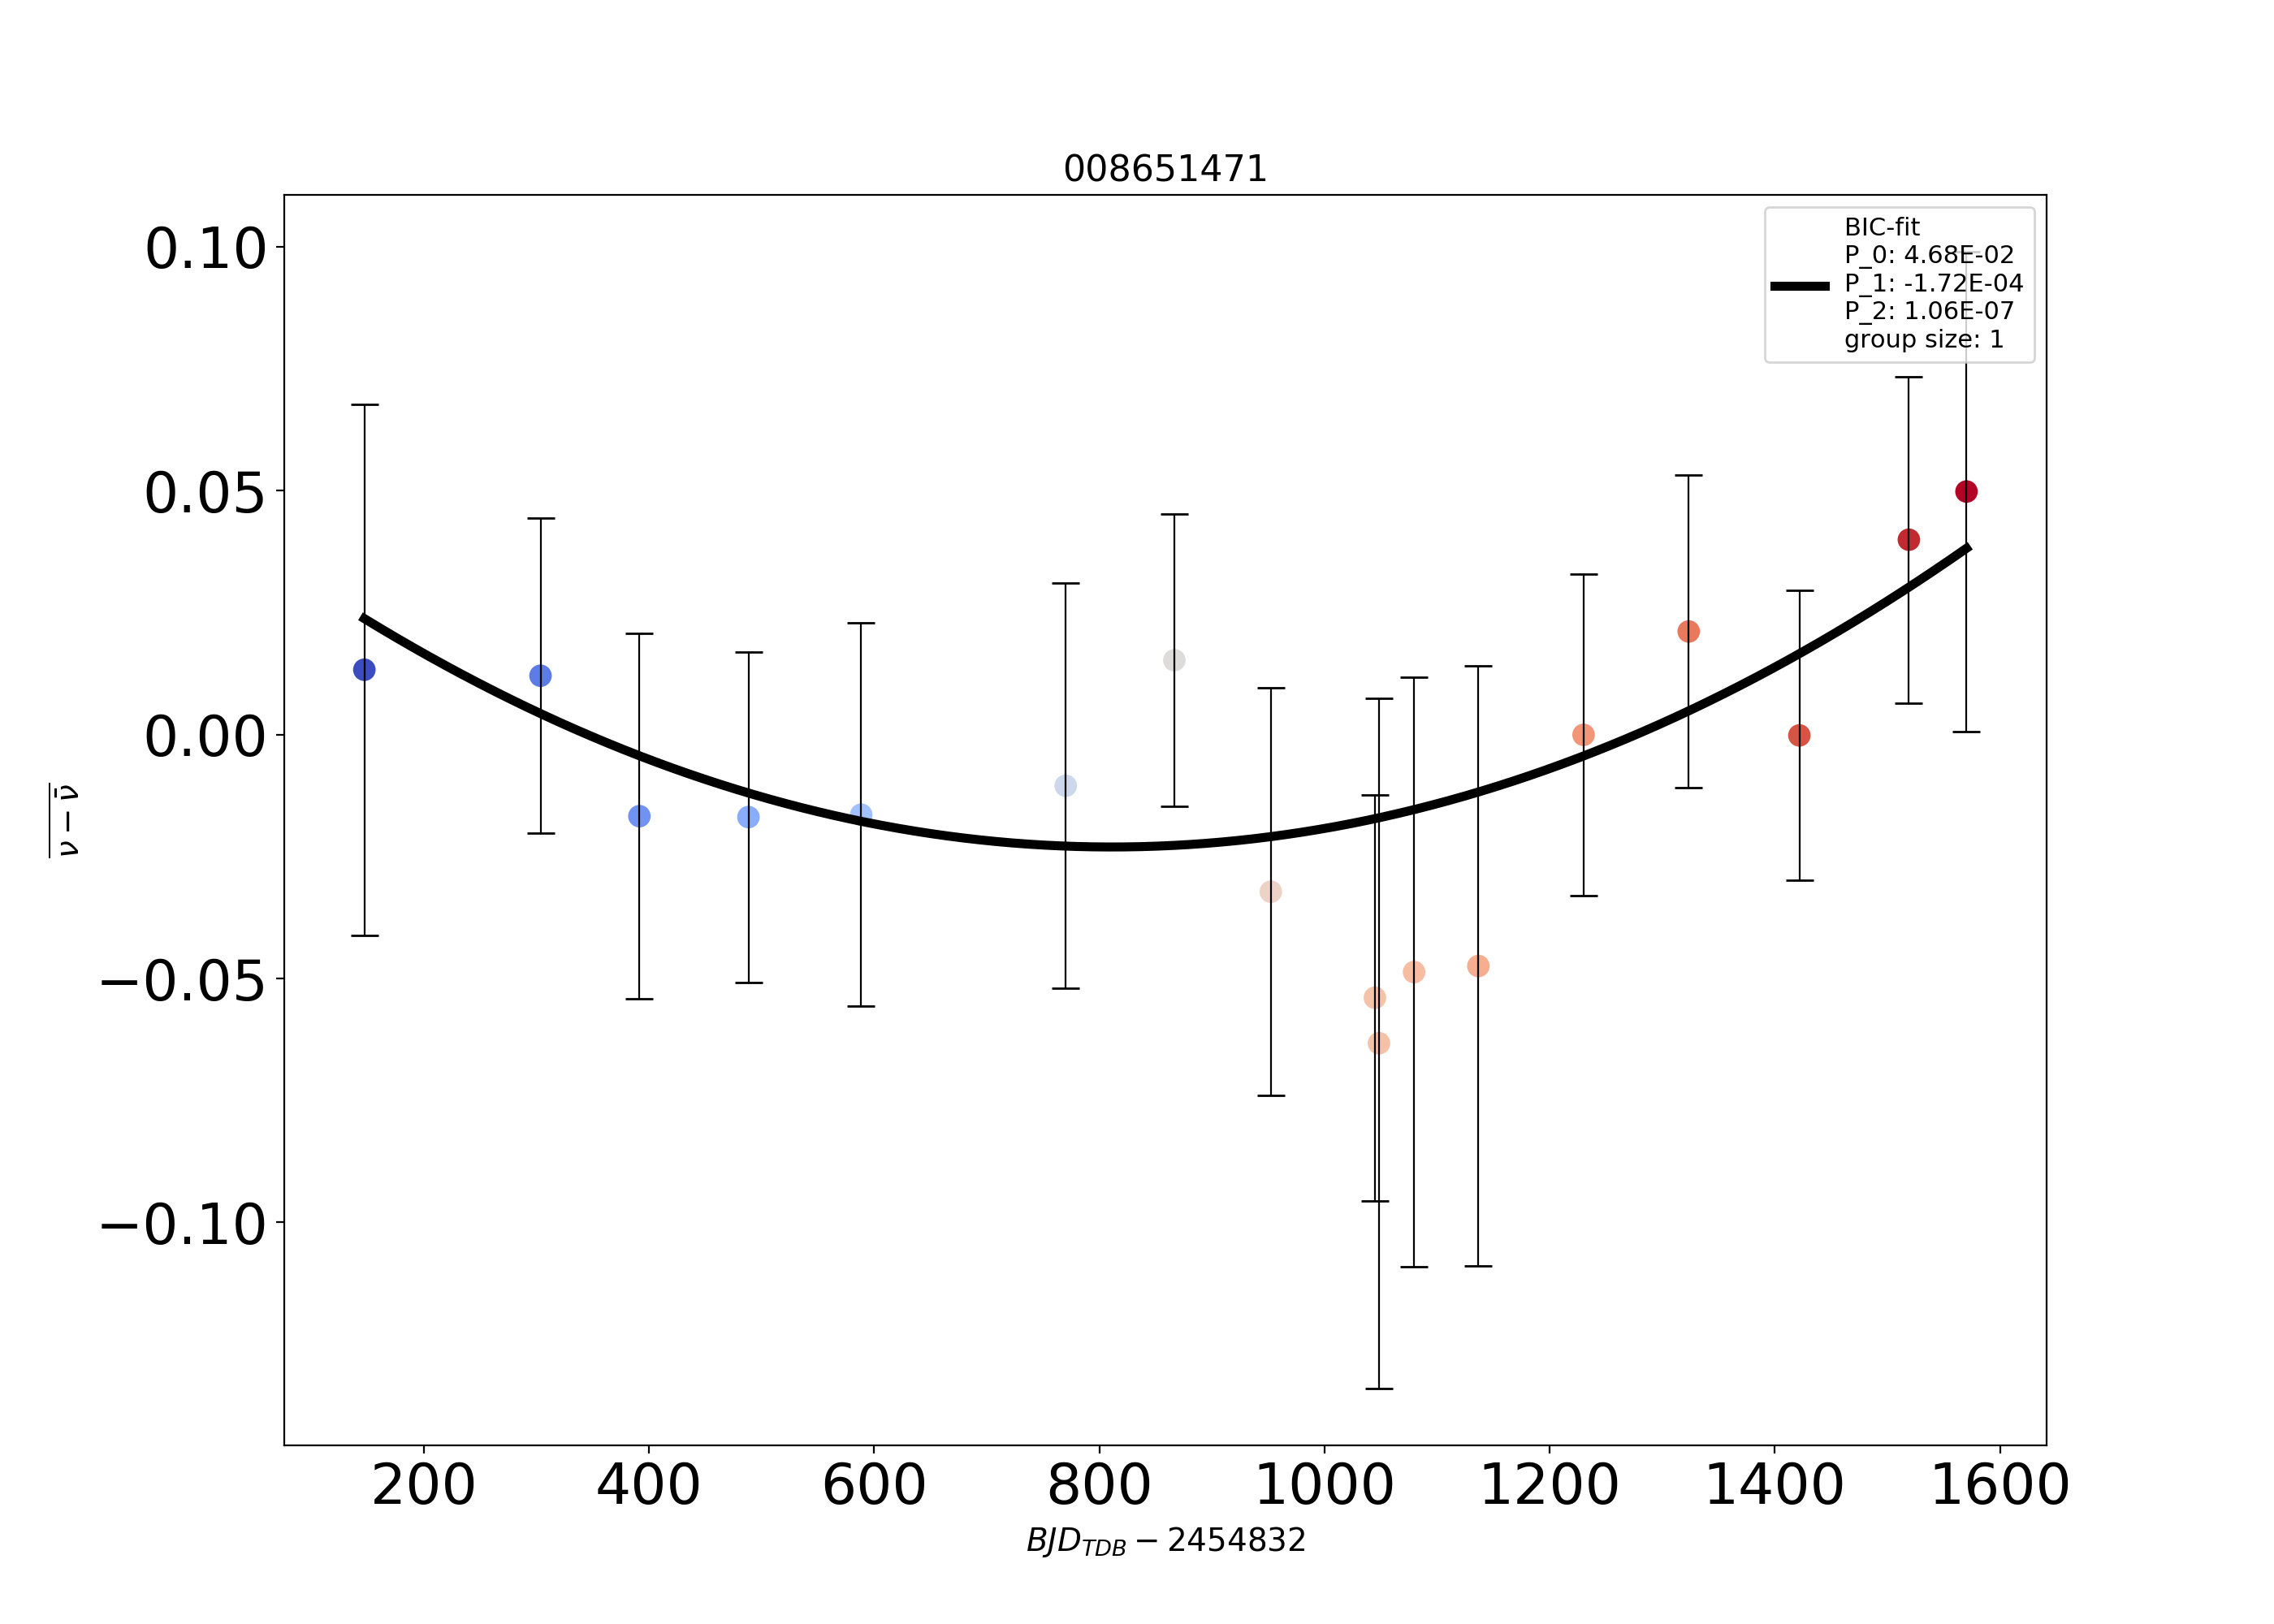 008651471
BIC-fit
P_0: 4.68E-02
P_1: -1.72E-04
P_2: 1.06E-07
group size: 1
0.10
0.05
0.00
−0.05
−0.10
ν − ν̄
200 400 600 800 1000 1200 1400 1600
BJD_TDB − 2454832